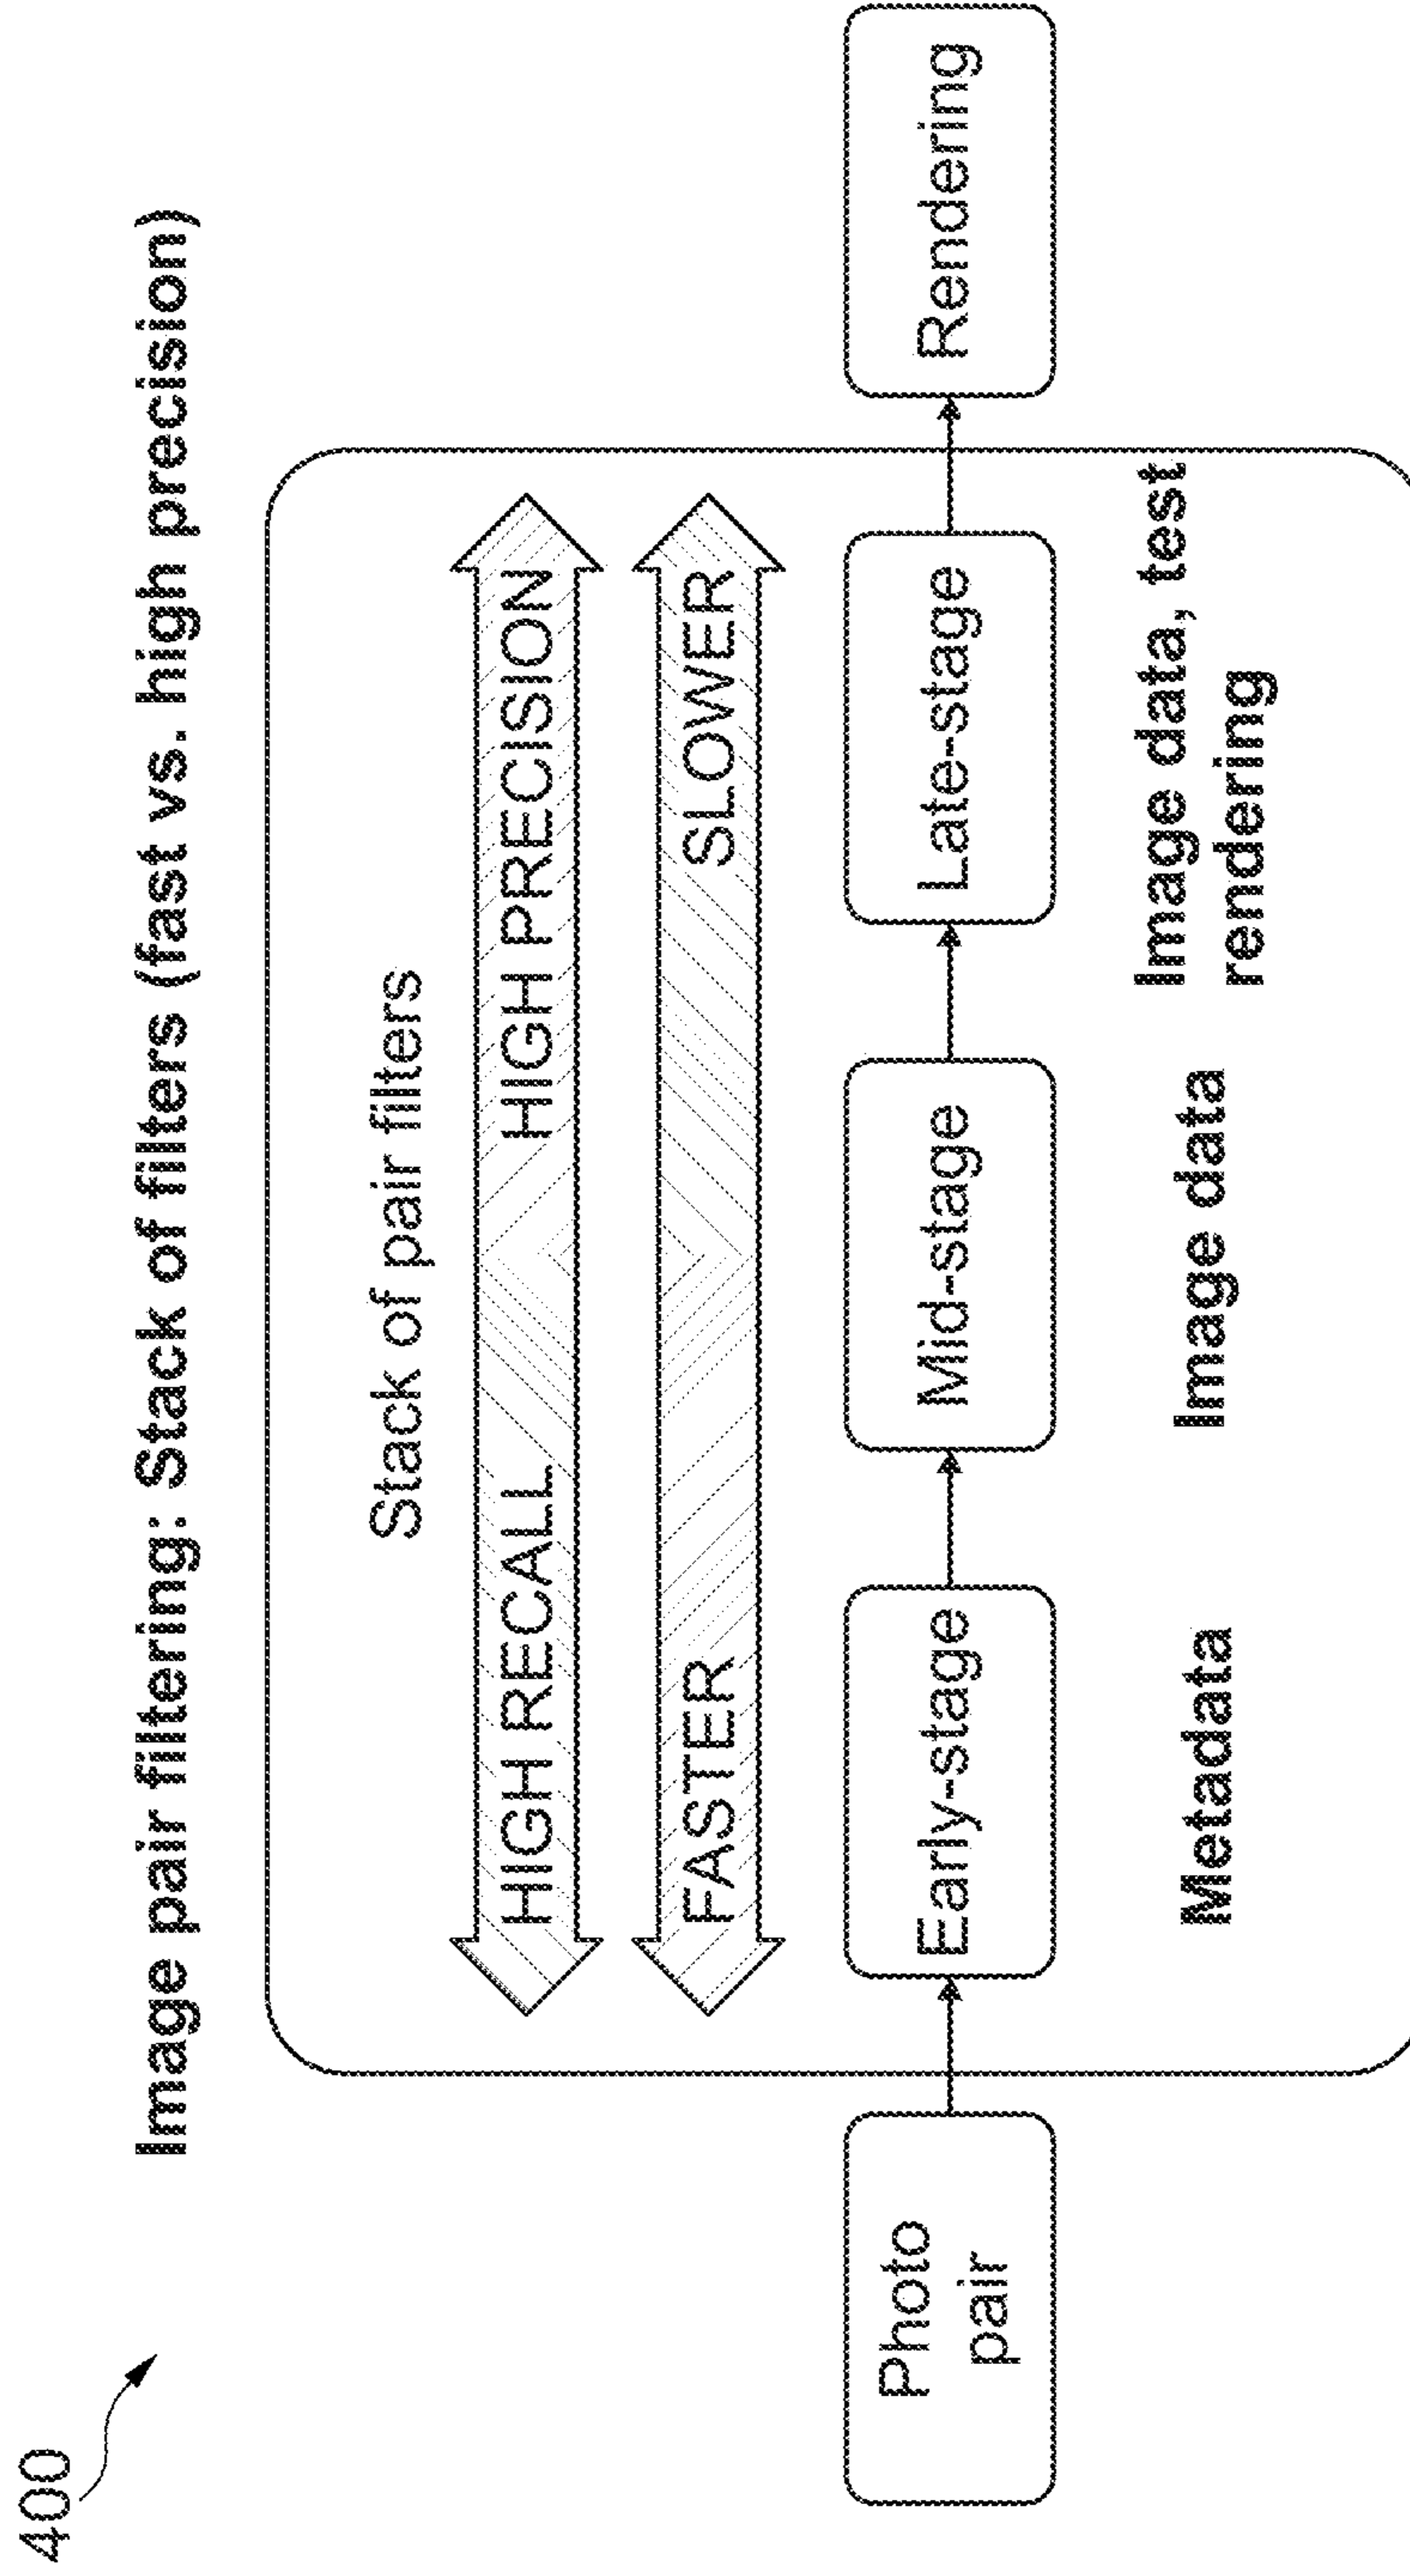 400
Image pair filtering: Stack of filters (fast vs. high precision)
Stack of pair filters
HIGH RECALL HIGH PRECISION
FASTER SLOWER
Photo
pair
Early-stage
Mid-stage
Late-stage
Rendering
Metadata
Image data
Image data, test
rendering